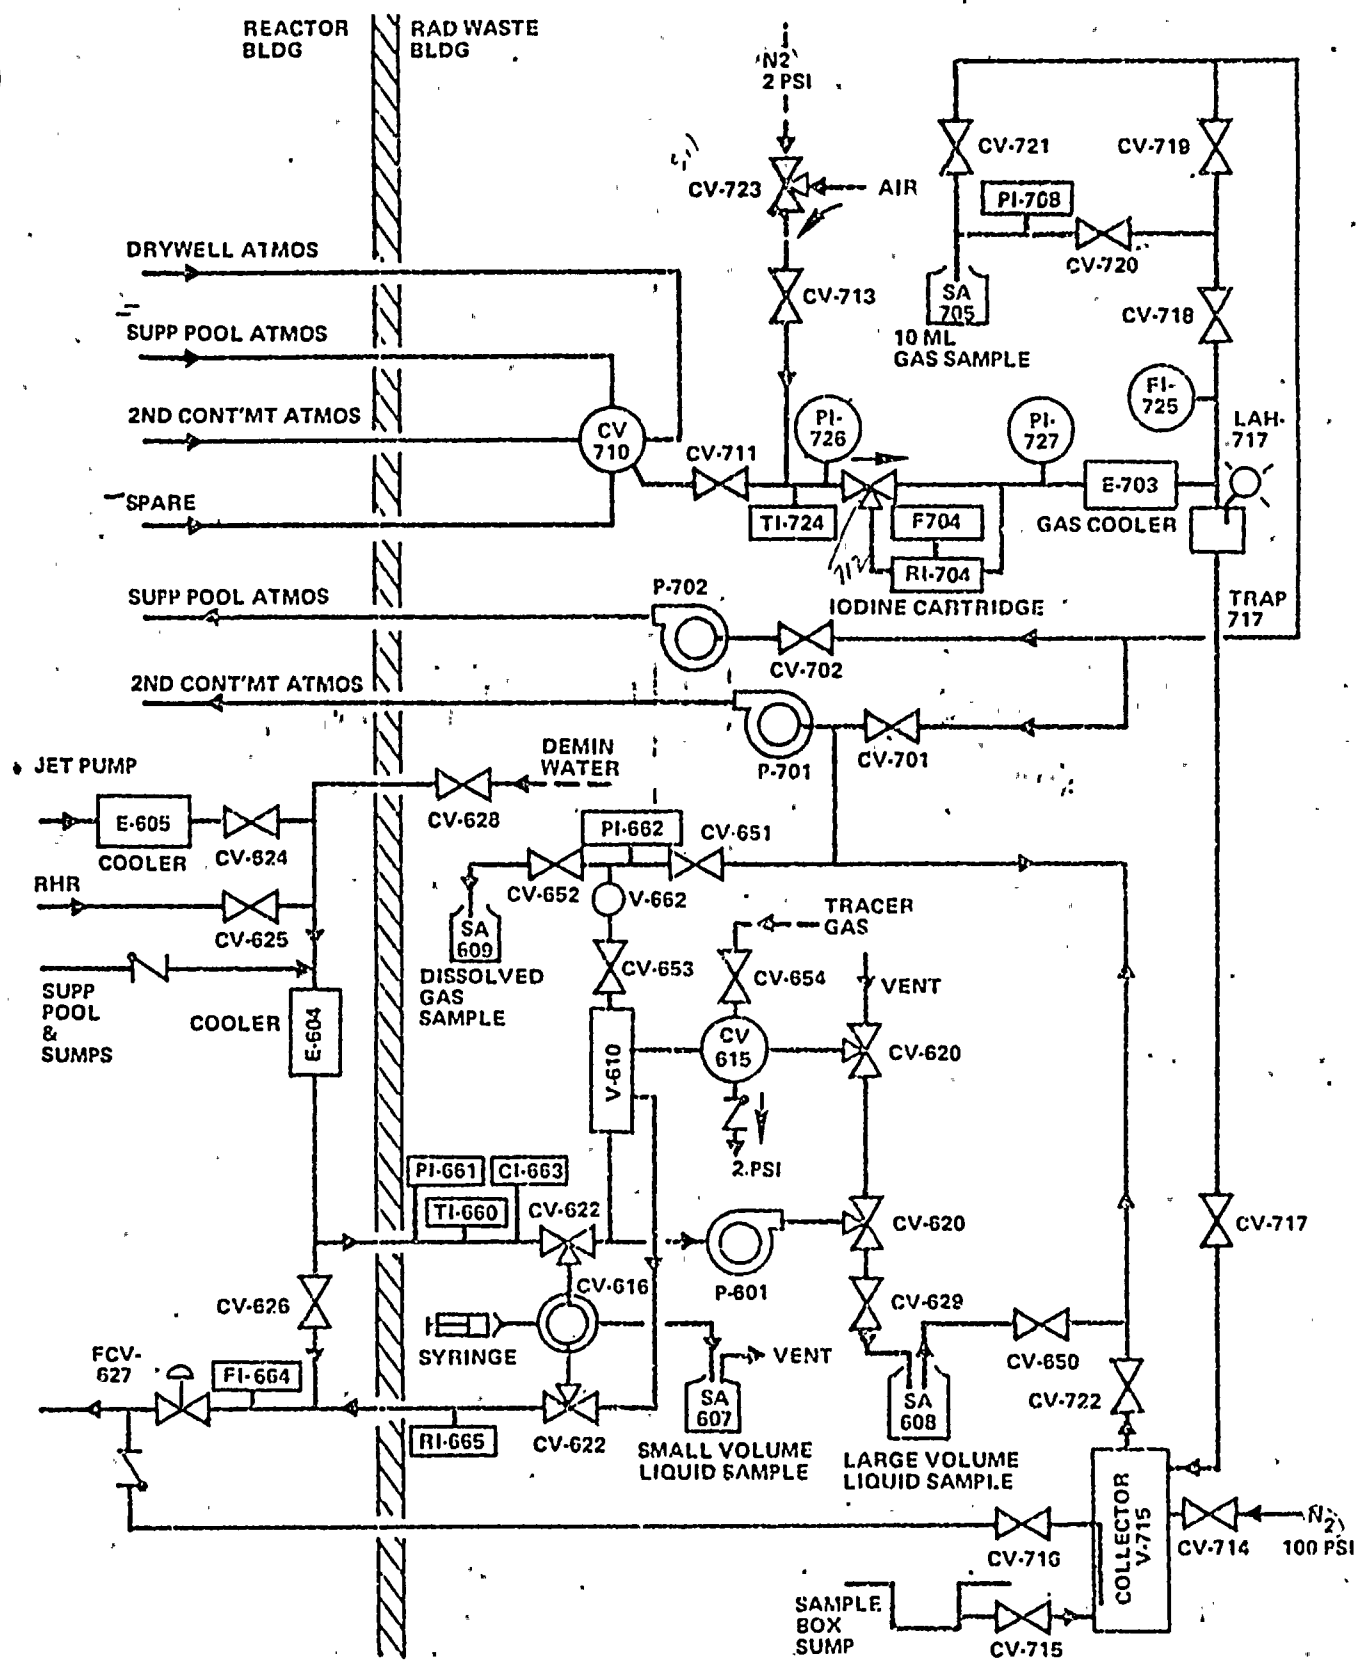 REACTOR
BLDG
RAD WASTE
BLDG
N2
2 PSI
CV-723
AIR
CV-721
CV-719
PI-708
CV-720
SA
705
10 ML
GAS SAMPLE
CV-718
CV-713
FI-
725
LAH-
717
DRYWELL ATMOS
SUPP POOL ATMOS
2ND CONT'MT ATMOS
SPARE
CV
710
CV-711
PI-
726
PI-
727
TI-724
F704
RI-704
712
IODINE CARTRIDGE
E-703
GAS COOLER
TRAP
717
SUPP POOL ATMOS
P-702
CV-702
2ND CONT'MT ATMOS
P-701
CV-701
JET PUMP
E-605
COOLER
CV-624
DEMIN
WATER
CV-628
RHR
CV-625
SUPP
POOL
&
SUMPS
COOLER
E-604
PI-662
CV-651
CV-652
V-662
SA
609
DISSOLVED
GAS
SAMPLE
CV-653
TRACER
GAS
CV-654
VENT
V-610
CV
615
CV-620
2 PSI
PI-661
CI-663
TI-660
CV-622
CV-620
CV-717
CV-626
CV-616
P-601
CV-629
SYRINGE
CV-650
FCV-
627
FI-664
VENT
SA
607
SA
608
CV-722
RI-665
CV-622
SMALL VOLUME
LIQUID SAMPLE
LARGE VOLUME
LIQUID SAMPLE
COLLECTOR
V-715
CV-716
CV-714
N2
100 PSI
SAMPLE
BOX
SUMP
CV-715